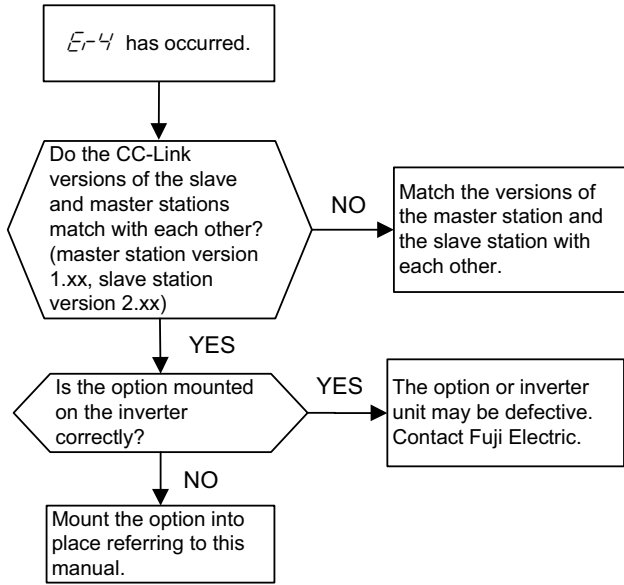 Er4 has occurred.
Do the CC-Link
versions of the slave
and master stations
match with each other?
(master station version
1.xx, slave station
version 2.xx)
NO
Match the versions of
the master station and
the slave station with
each other.
YES
Is the option mounted
on the inverter
correctly?
YES
The option or inverter
unit may be defective.
Contact Fuji Electric.
NO
Mount the option into
place referring to this
manual.